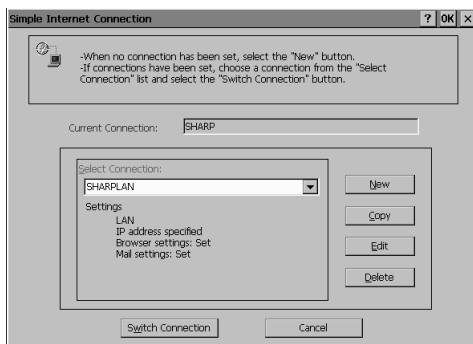 Simple Internet Connection ? OK ×
-When no connection has been set, select the "New" button.
-If connections have been set, choose a connection from the "Select
Connection" list and select the "Switch Connection" button.
Current Connection: SHARP
Select Connection:
SHARPLAN
Settings
LAN
IP address specified
Browser settings: Set
Mail settings: Set
New
Copy
Edit
Delete
Switch Connection Cancel